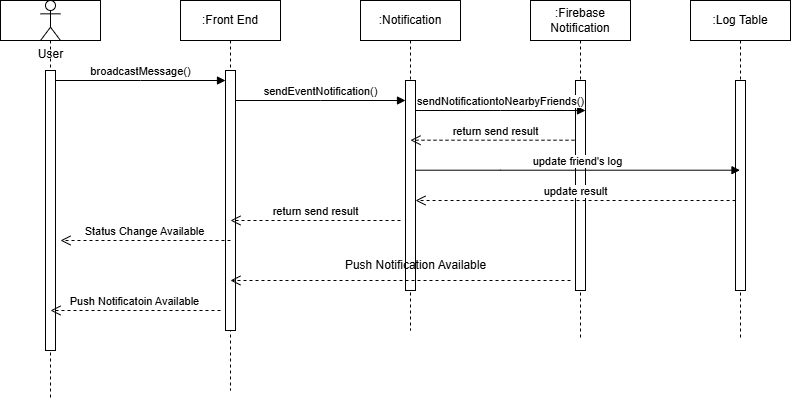 :Front End
:Notification
:Firebase
Notification
:Log Table
User
broadcastMessage()
sendEventNotification()
sendNotificationtoNearbyFriends()
return send result
update friend's log
update result
return send result
Status Change Available
Push Notification Available
Push Notificatoin Available